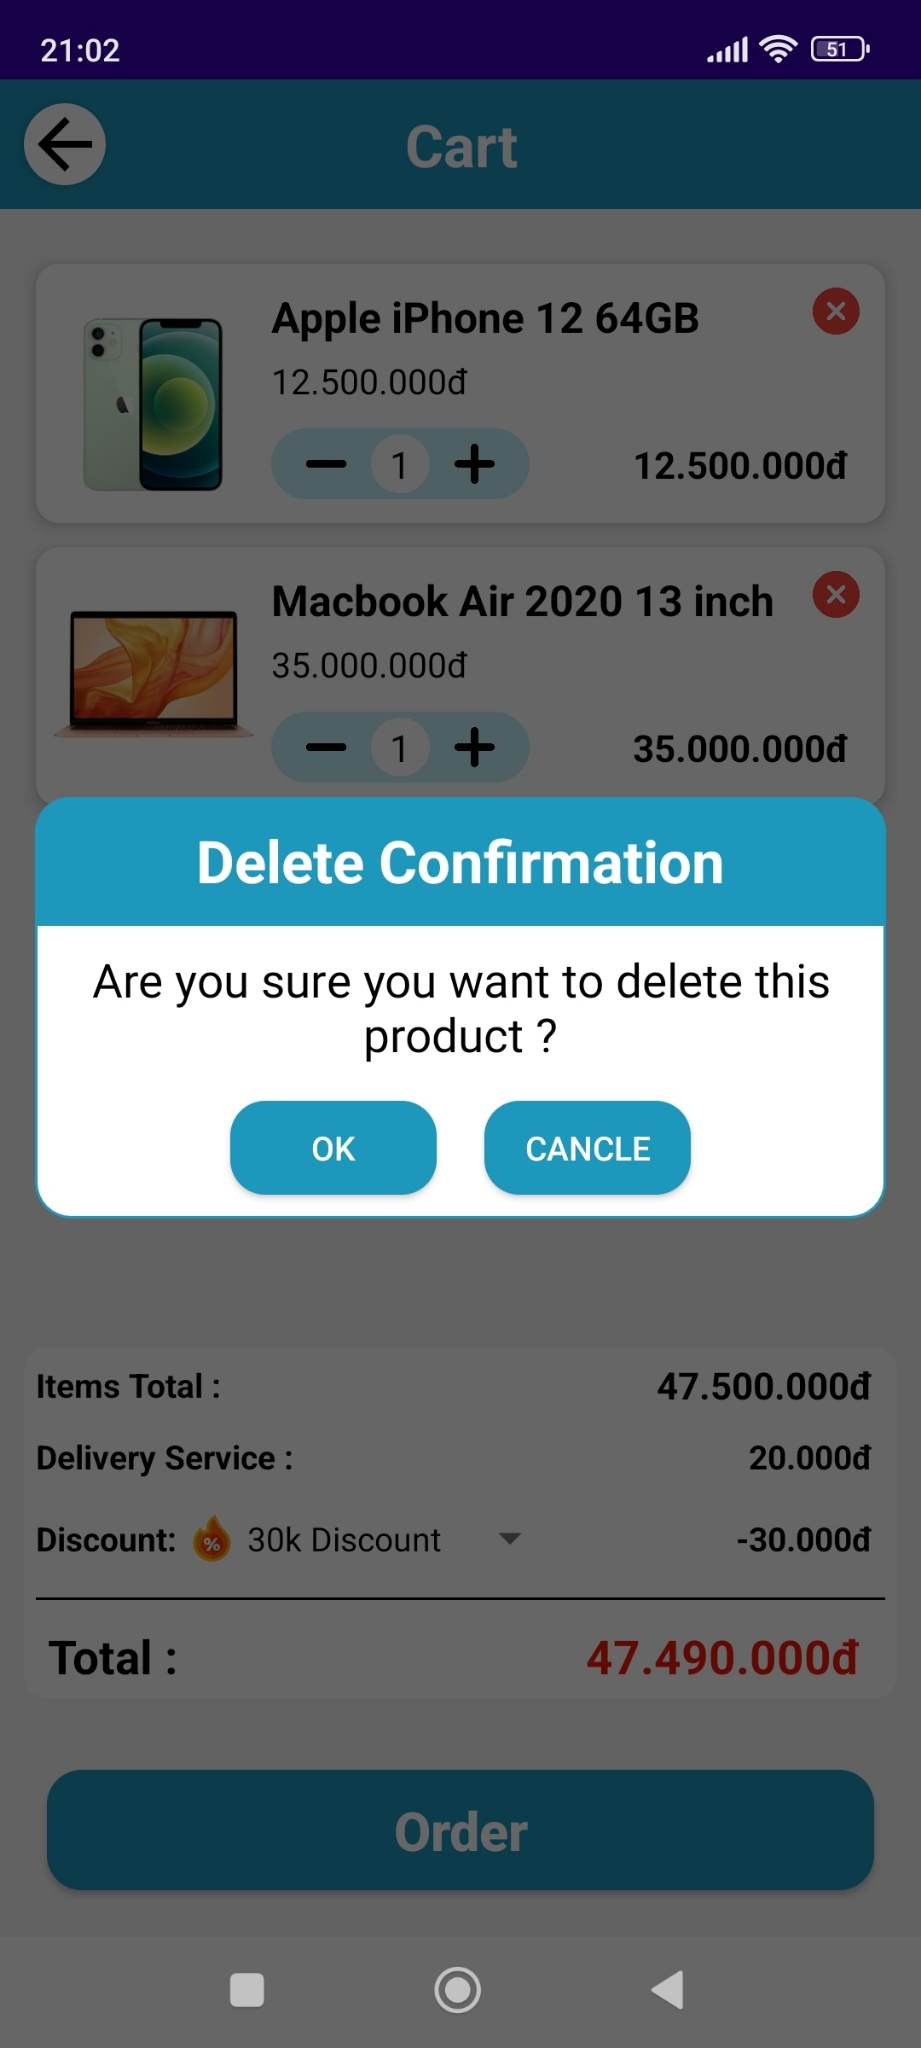 21:02
51
Cart
Apple iPhone 12 64GB
12.500.000đ
1
12.500.000đ
Macbook Air 2020 13 inch
35.000.000đ
1
35.000.000đ
Delete Confirmation
Are you sure you want to delete this
product ?
OK
CANCLE
Items Total :
47.500.000đ
Delivery Service :
20.000đ
Discount: % 30k Discount
-30.000đ
Total :
47.490.000đ
Order